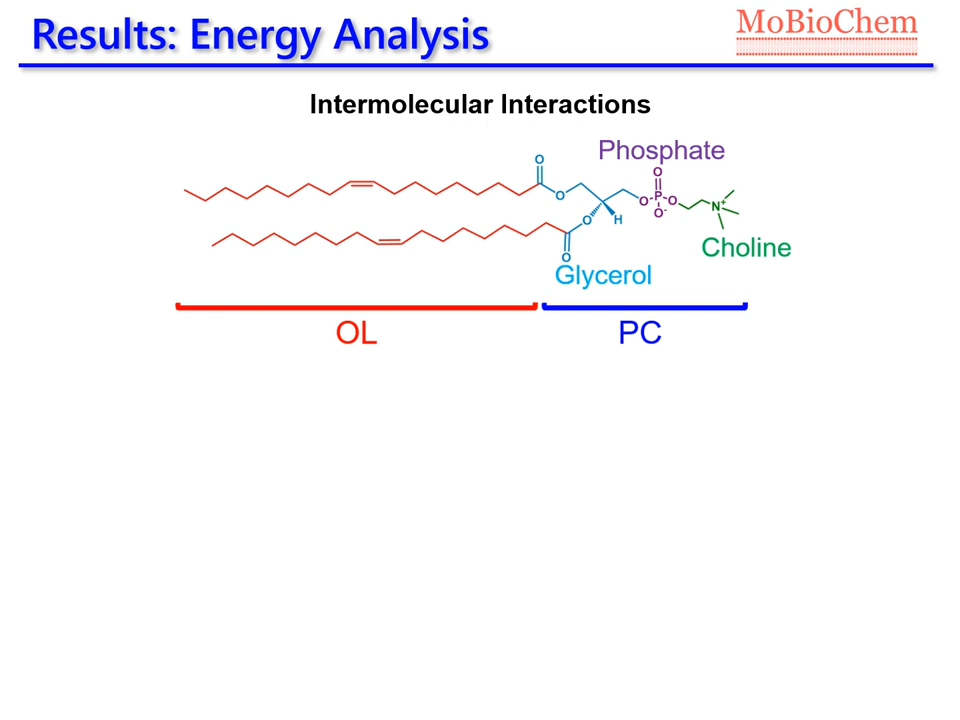 Results: Energy Analysis
MoBioChem
Intermolecular Interactions
Phosphate
O
O
O
O
P
O
O-
N+
O
H
O
Choline
Glycerol
OL
PC